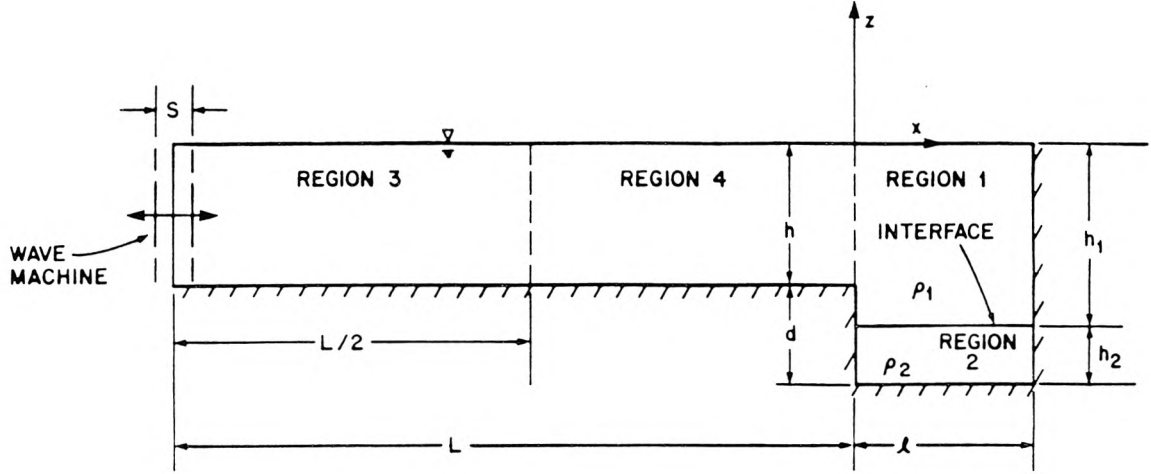 z
S
x
REGION 3
REGION 4
REGION 1
WAVE
MACHINE
h
INTERFACE
h₁
ρ₁
L/2
d
REGION
2
ρ₂
h₂
L
ℓ